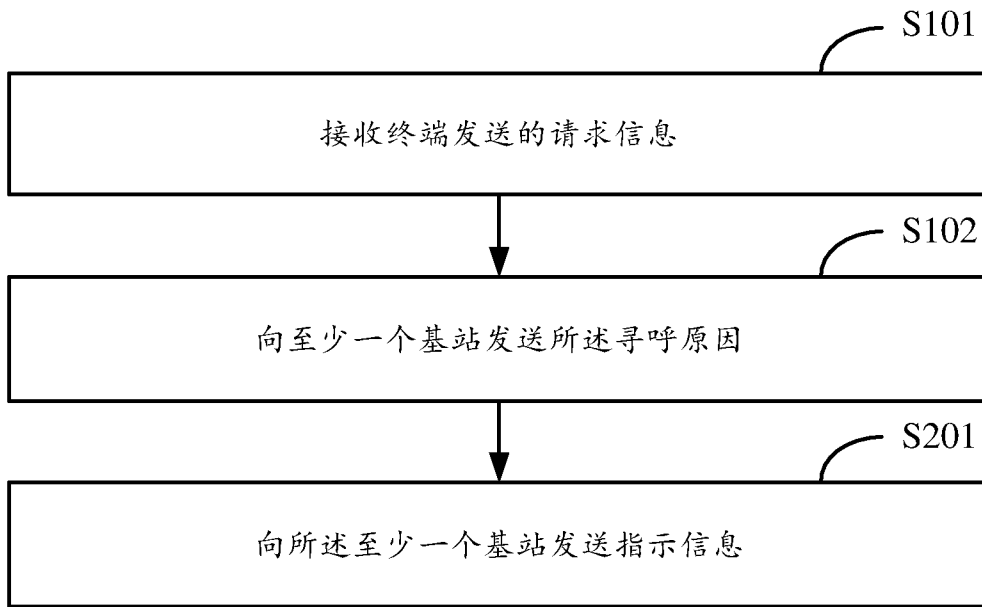 S101
接收终端发送的请求信息
S102
向至少一个基站发送所述寻呼原因
S201
向所述至少一个基站发送指示信息